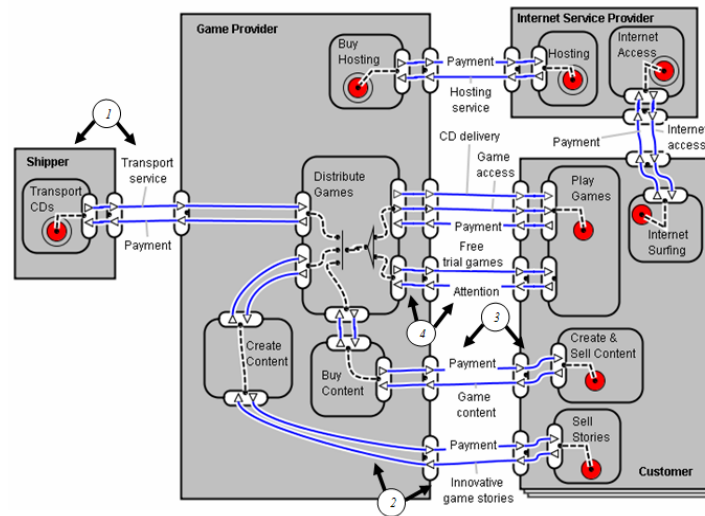 Game Provider
Internet Service Provider
Buy
Hosting
Payment
Hosting
service
Hosting
Internet
Access
1
Payment
Internet
access
CD delivery
Game
access
Shipper
Transport
CDs
Transport
service
Payment
Distribute
Games
Payment
Play
Games
Internet
Surfing
Free
trial games
Attention
4
3
Create
Content
Buy
Content
Payment
Game
content
Create &
Sell Content
Payment
Innovative
game stories
Sell
Stories
2
Customer